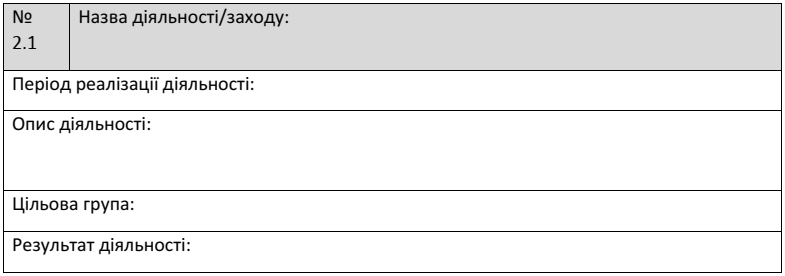 № Назва діяльності/заходу:
2.1
Період реалізації діяльності:
Опис діяльності:
Цільова група:
Результат діяльності: